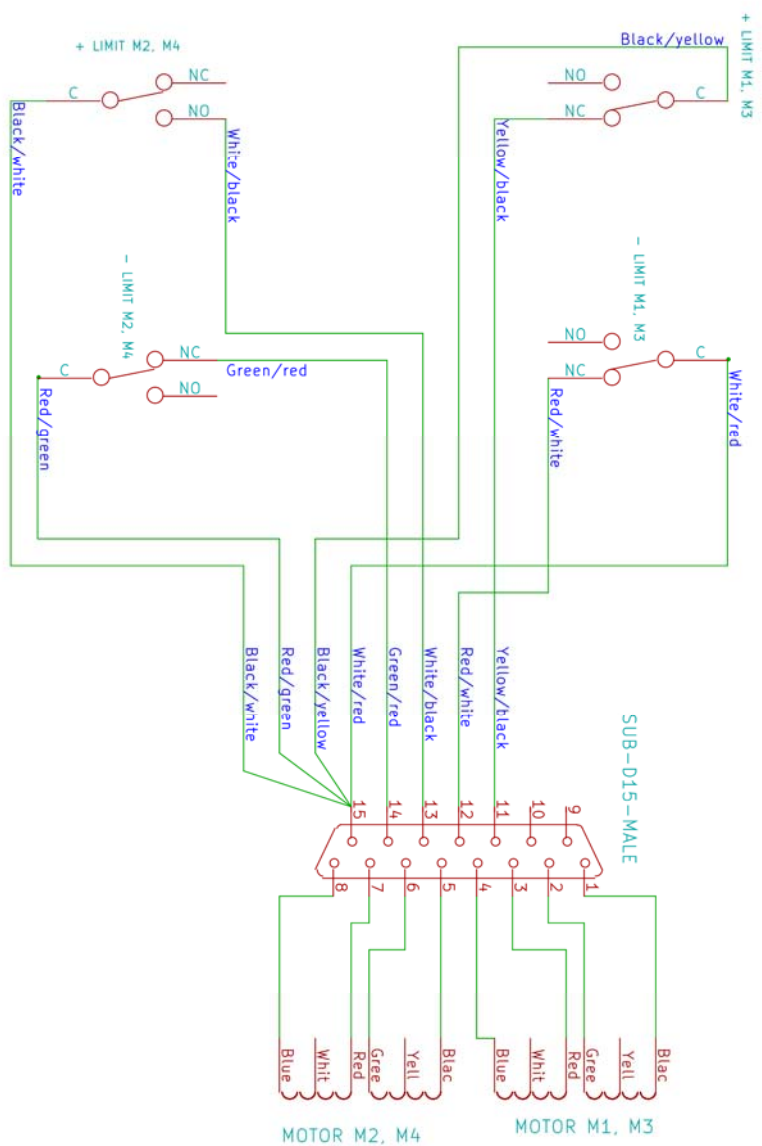 + LIMIT M2, M4
NC
C
NO
Black/white
White/black
+ LIMIT M1, M3
Black/yellow
NO
C
NC
Yellow/black
- LIMIT M2, M4
NC
C
NO
Green/red
Red/green
- LIMIT M1, M3
NO
C
NC
Red/white
White/red
Black/white
Red/green
Black/yellow
White/red
Green/red
White/black
Red/white
Yellow/black
SUB-D15-MALE
15
14
13
12
11
10
9
8
7
6
5
4
3
2
1
Blue
Whit
Red
Gree
Yell
Blac
Blue
Whit
Red
Gree
Yell
Blac
MOTOR M2, M4
MOTOR M1, M3